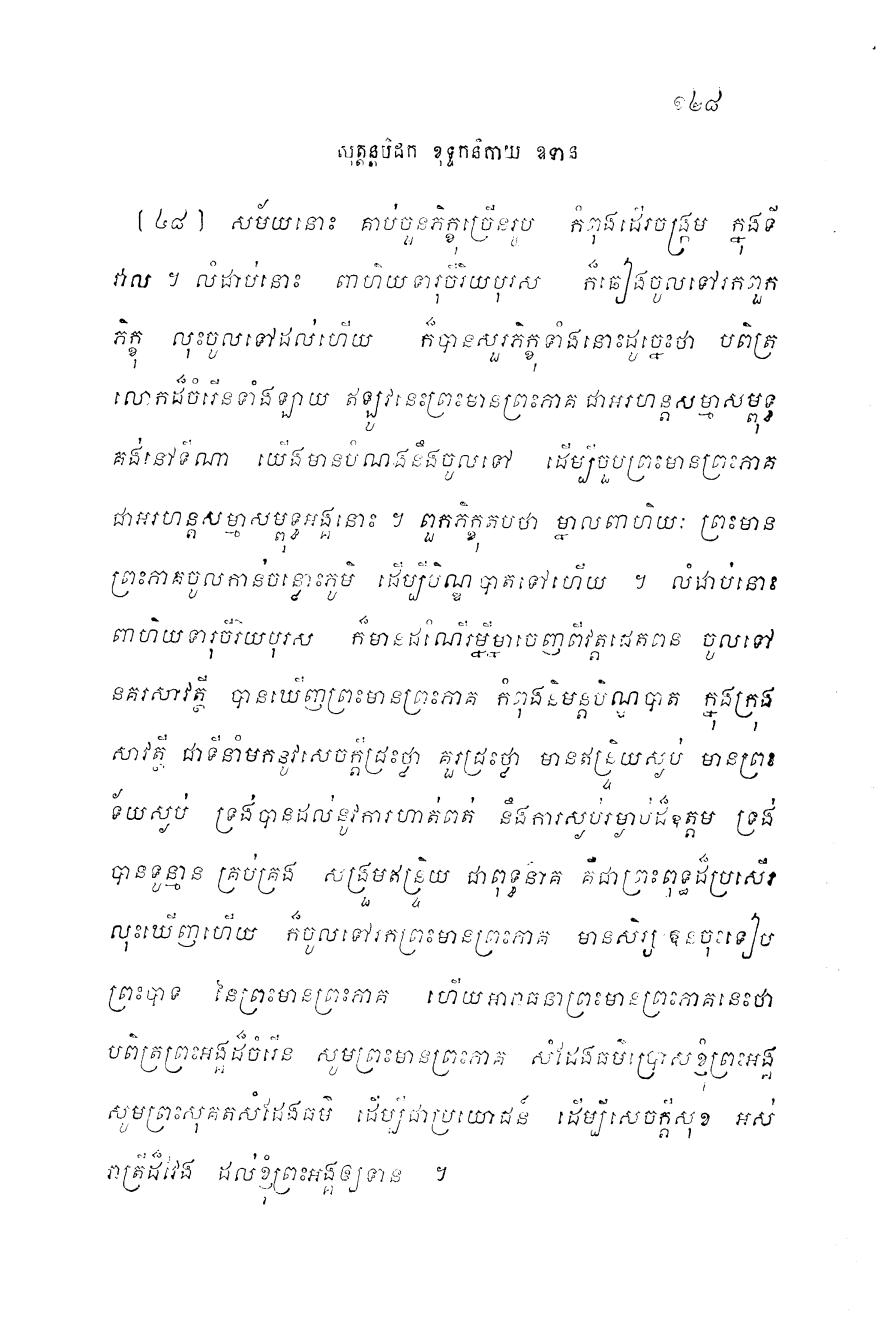 ១៤៨
សុត្តន្តបិដក ខុទ្ទកនិកាយ ឧទាន
[៤៨] សម័យនោះ គាប់ជួនភិក្ខុច្រើនរូប កំពុងដើរចង្ក្រម ក្នុងទី
វាល ។ លំដាប់នោះ ពាហិយទារុចីរិយបុរស ក៏ធៀងចូលទៅរកពួក
ភិក្ខុ លុះចូលទៅដល់ហើយ ក៏បានសួរភិក្ខុទាំងនោះដូច្នេះថា បពិត្រ
លោកដ៏ចំរើនទាំងឡាយ ឥឡូវនេះព្រះមានព្រះភាគ ជាអរហន្តសម្មាសម្ពុទ្ធ
គង់នៅទីណា យើងមានបំណងនឹងចូលទៅ ដើម្បីជួបព្រះមានព្រះភាគ
ជាអរហន្តសម្មាសម្ពុទ្ធអង្គនោះ ។ ពួកភិក្ខុតបថា ម្នាលពាហិយៈ ព្រះមាន
ព្រះភាគចូលកាន់ចន្លោះភូមិ ដើម្បីបិណ្ឌបាតទៅហើយ ។ លំដាប់នោះ
ពាហិយទារុចីរិយបុរស ក៏មានដំណើរម្នីម្នាចេញពីវត្តជេតពន ចូលទៅ
នគរសាវត្ថី បានឃើញព្រះមានព្រះភាគ កំពុងនិមន្តបិណ្ឌបាត ក្នុងក្រុង
សាវត្ថី ជាទីនាំមកនូវសេចក្តីជ្រះថ្លា គួរជ្រះថ្លា មានឥន្ទ្រិយស្ងប់ មានព្រះ
ទ័យស្ងប់ ទ្រង់បានដល់នូវការហាត់ពត់ នឹងការស្ងប់រម្ងាប់ដ៏ឧត្តម ទ្រង់
បានទូន្មាន គ្រប់គ្រង សង្រួមឥន្ទ្រិយ ជាពុទ្ធនាគ គឺជាព្រះពុទ្ធដ៏ប្រសើរ
លុះឃើញហើយ ក៏ចូលទៅរកព្រះមានព្រះភាគ មានសិរ្សឱនចុះទៀប
ព្រះបាទ នៃព្រះមានព្រះភាគ ហើយអារាធនាព្រះមានព្រះភាគនេះថា
បពិត្រព្រះអង្គដ៏ចំរើន សូមព្រះមានព្រះភាគ សំដែងធម៌ប្រោសខ្ញុំព្រះអង្គ
សូមព្រះសុគតសំដែងធម៌ ដើម្បីជាប្រយោជន៍ ដើម្បីសេចក្តីសុខ អស់
រាត្រីដ៏វែង ដល់ខ្ញុំព្រះអង្គឲ្យទាន ។